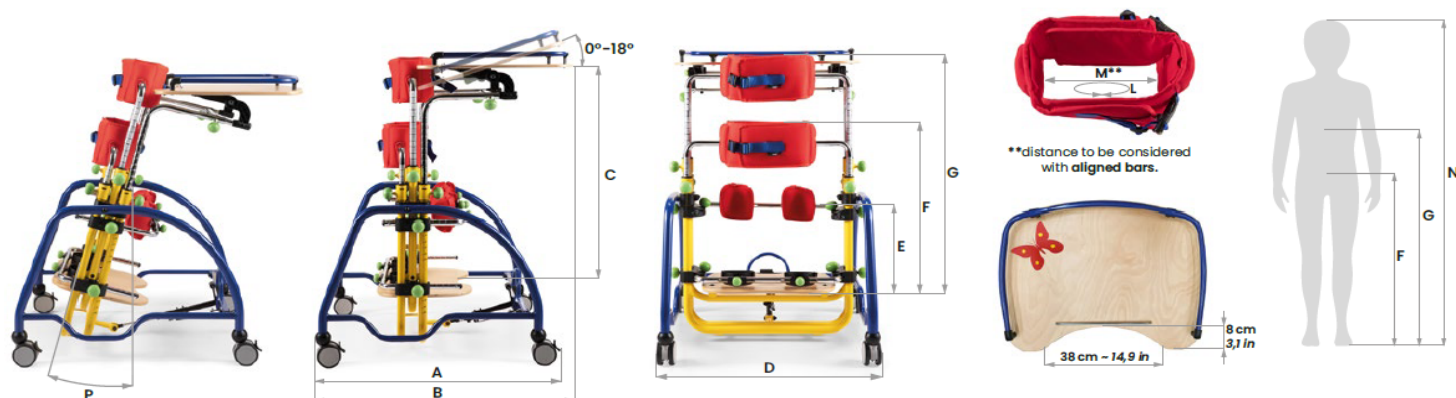 0°-18°
C
G
F
E
P
A
B
D
M**
L
**distance to be considered
with aligned bars.
8 cm
3,1 in
38 cm ~ 14,9 in
N
G
F